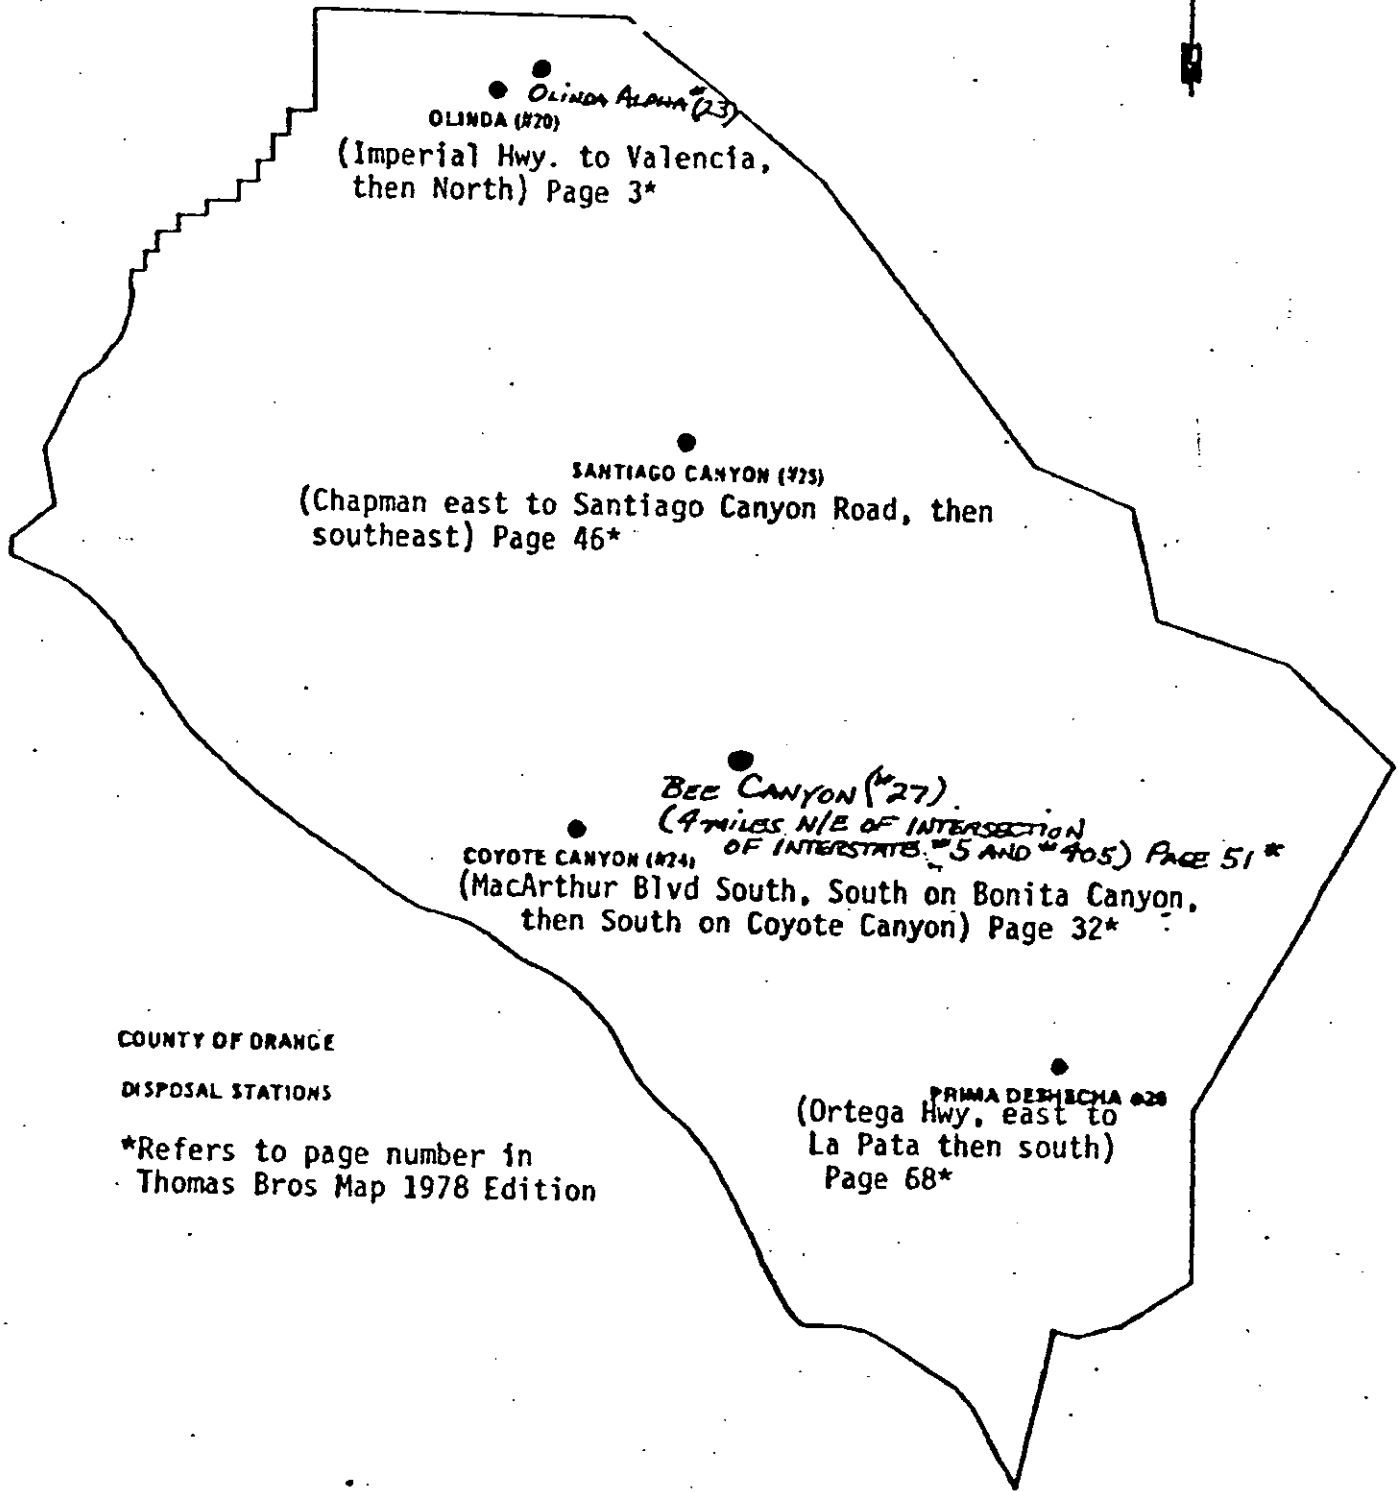 OLINDA ALPHA #(23)
OLINDA (#20)
(Imperial Hwy. to Valencia,
then North) Page 3*
SANTIAGO CANYON (#25)
(Chapman east to Santiago Canyon Road, then
southeast) Page 46*
BEE CANYON (#27)
(4 MILES N/E OF INTERSECTION
OF INTERSTATE #5 AND #405) PAGE 51*
COYOTE CANYON (#24)
(MacArthur Blvd South, South on Bonita Canyon,
then South on Coyote Canyon) Page 32*
COUNTY OF ORANGE
DISPOSAL STATIONS
*Refers to page number in
Thomas Bros Map 1978 Edition
PRIMA DESHECHA #28
(Ortega Hwy, east to
La Pata then south)
Page 68*